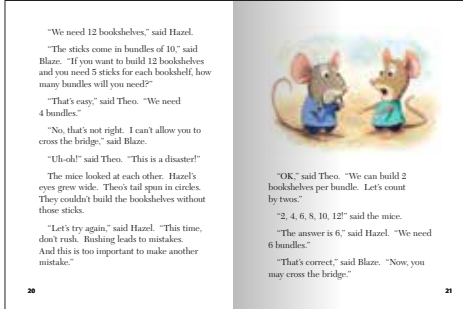 "We need 12 bookshelves," said Hazel.
"The sticks come in bundles of 10," said
Blaze. "If you want to build 12 bookshelves
and you need 5 sticks for each bookshelf, how
many bundles will you need?"
"That's easy," said Theo. "We need
4 bundles."
"No, that's not right. I can't allow you to
cross the bridge," said Blaze.
"Uh-oh!" said Theo. "This is a disaster!"
The mice looked at each other. Hazel's
eyes grew wide. Theo's tail spun in circles.
They couldn't build the bookshelves without
those sticks.
"Let's try again," said Hazel. "This time,
don't rush. Rushing leads to mistakes.
And this is too important to make another
mistake."
20
"OK," said Theo. "We can build 2
bookshelves per bundle. Let's count
by twos."
"2, 4, 6, 8, 10, 12!" said the mice.
"The answer is 6," said Hazel. "We need
6 bundles."
"That's correct," said Blaze. "Now, you
may cross the bridge."
21